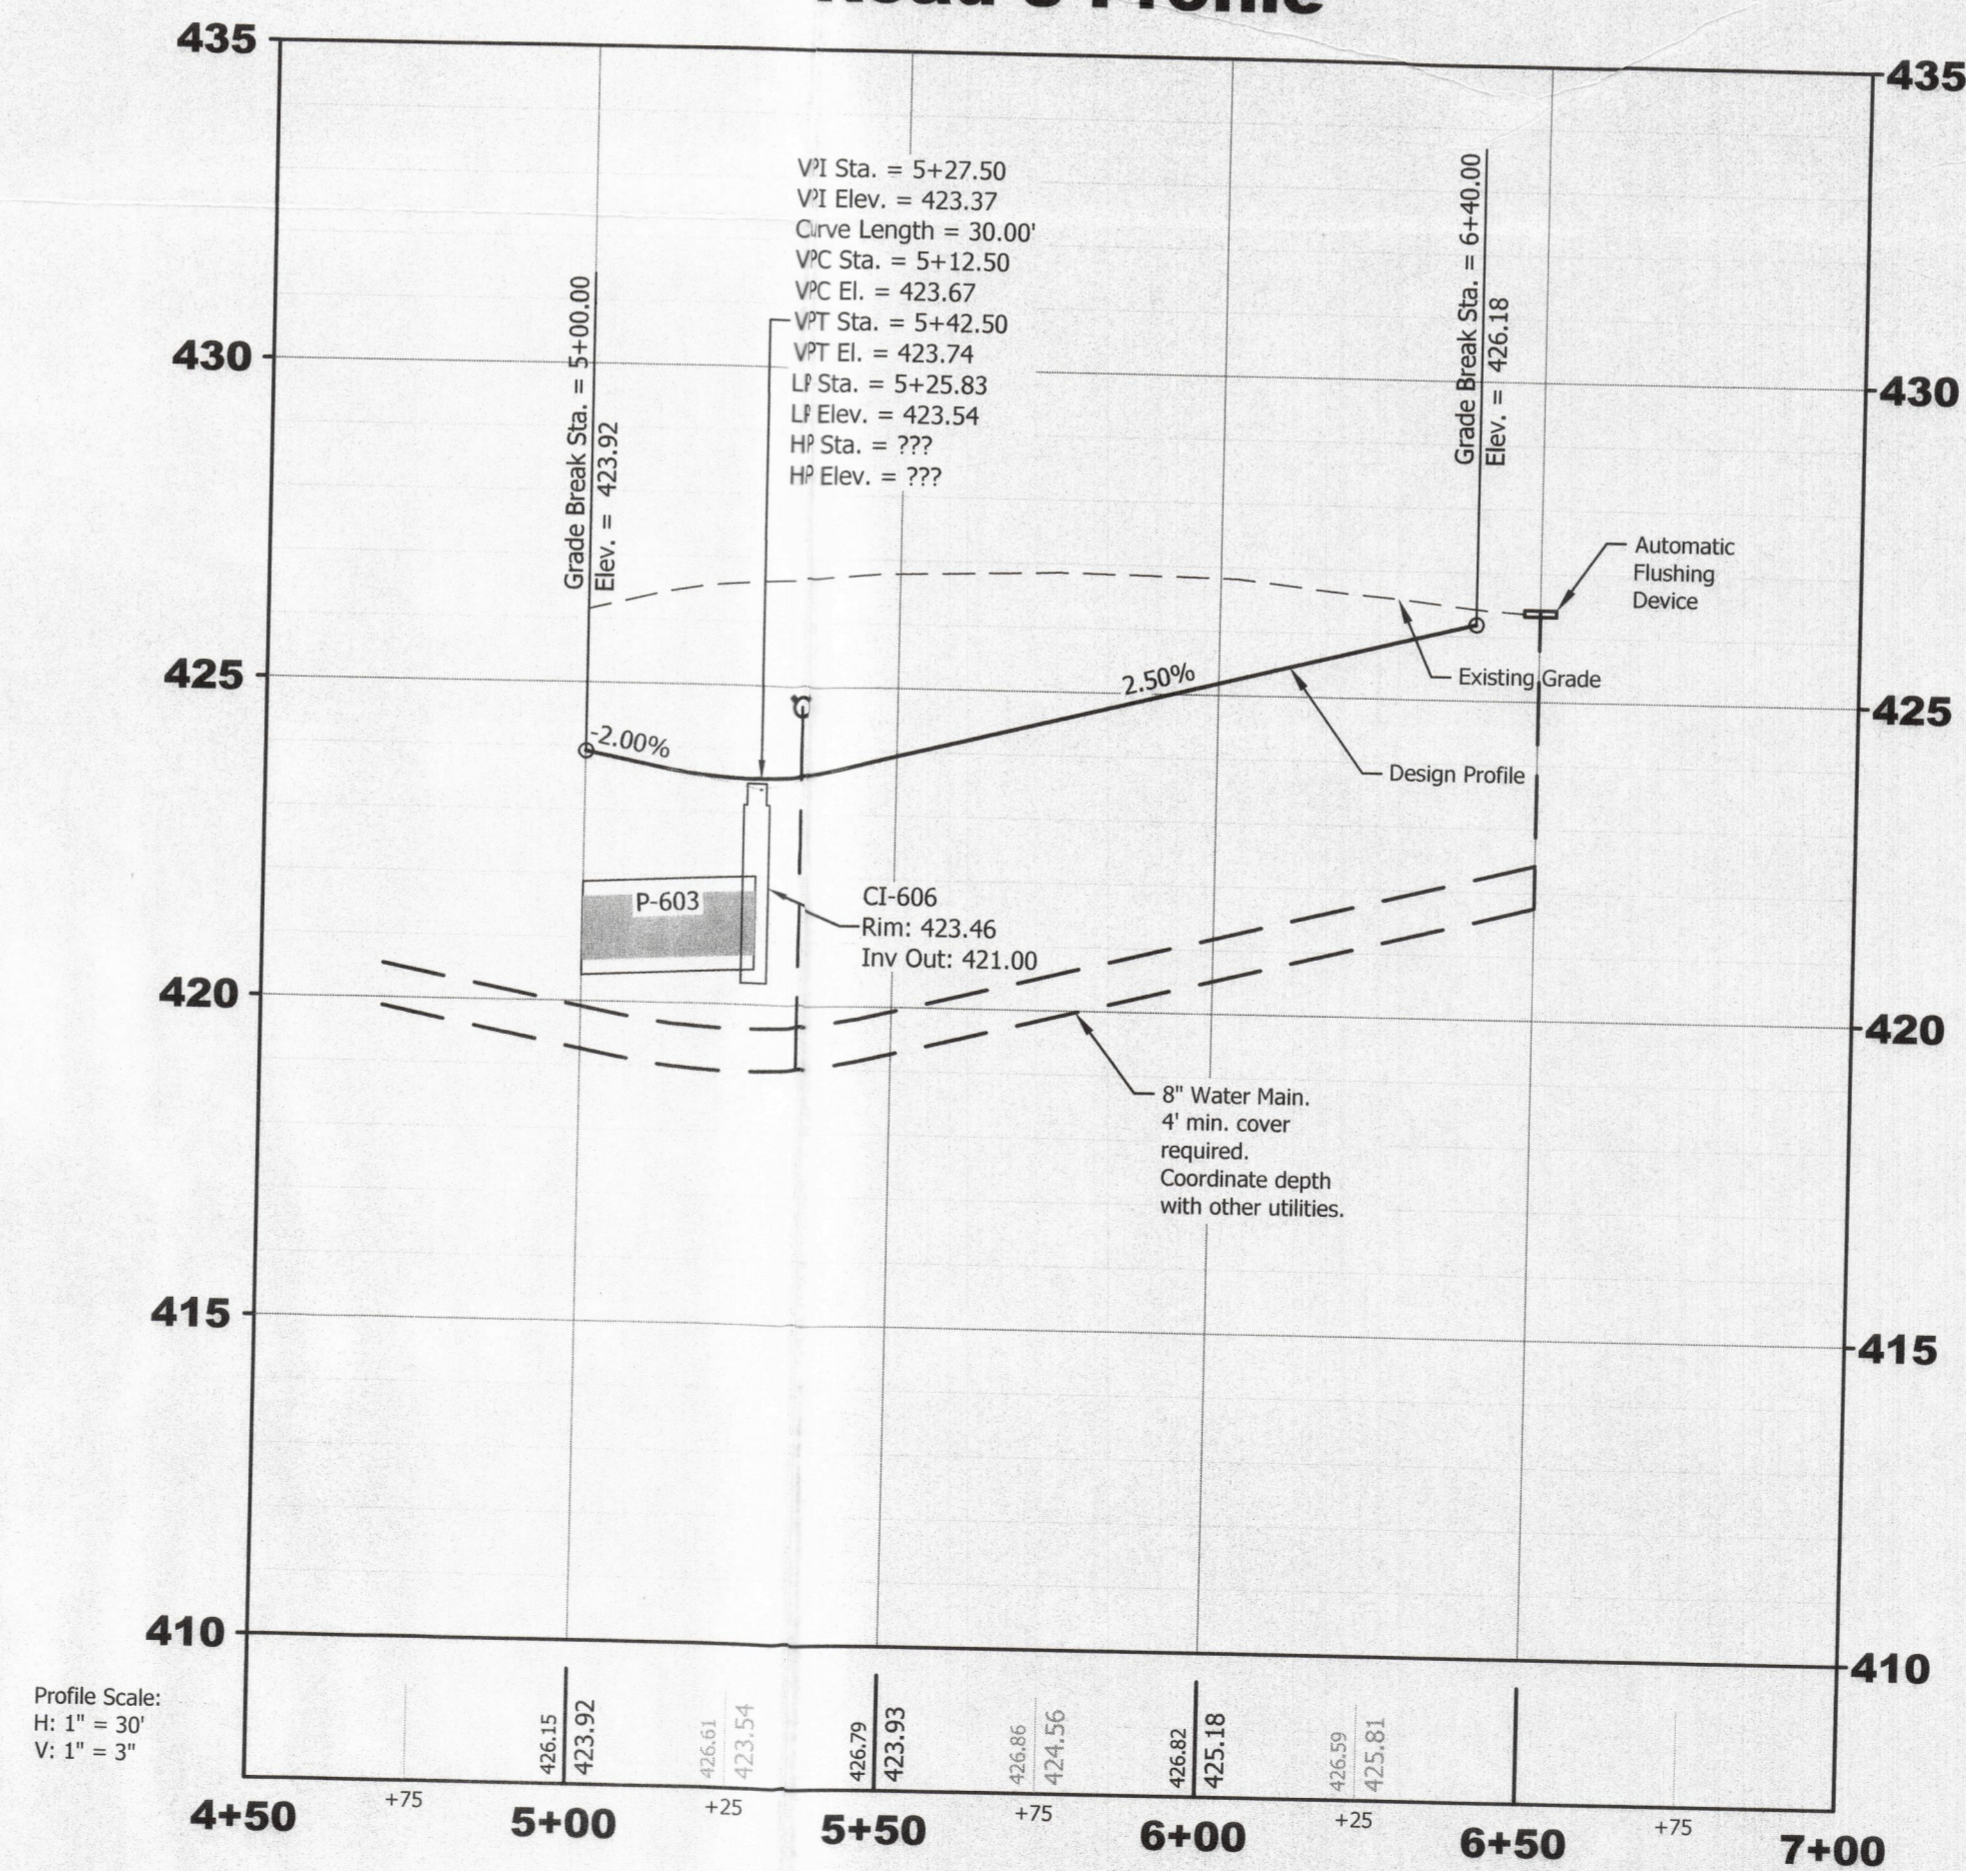 435
435
430
430
425
425
420
420
415
415
410
410
VPI Sta. = 5+27.50
VPI Elev. = 423.37
Curve Length = 30.00'
VPC Sta. = 5+12.50
VPC El. = 423.67
VPT Sta. = 5+42.50
VPT El. = 423.74
LP Sta. = 5+25.83
LP Elev. = 423.54
HP Sta. = ???
HP Elev. = ???
Grade Break Sta. = 5+00.00
Elev. = 423.92
Grade Break Sta. = 6+40.00
Elev. = 426.18
Automatic
Flushing
Device
Existing Grade
2.50%
-2.00%
Design Profile
P-603
CI-606
Rim: 423.46
Inv Out: 421.00
8" Water Main.
4' min. cover
required.
Coordinate depth
with other utilities.
Profile Scale:
H: 1" = 30'
V: 1" = 3"
426.15
423.92
426.61
423.54
426.79
423.93
426.86
424.56
426.82
425.18
426.59
425.81
4+50
+75
5+00
+25
5+50
+75
6+00
+25
6+50
+75
7+00